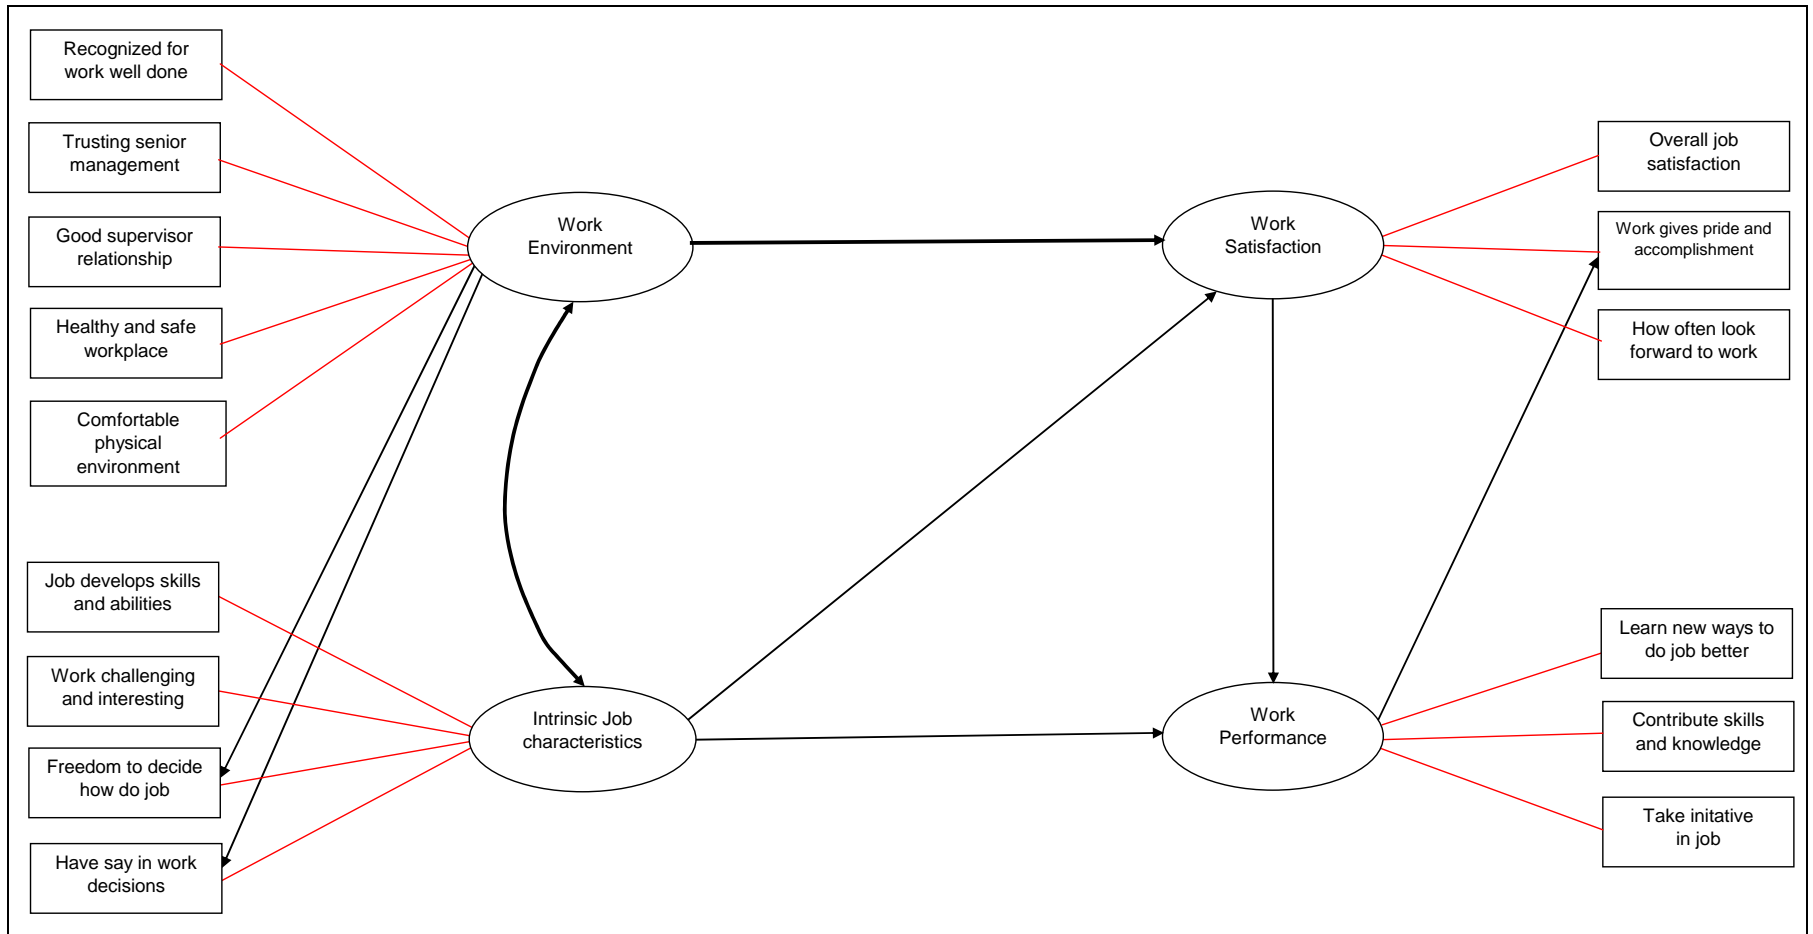 Recognized for
work well done
Trusting senior
management
Good supervisor
relationship
Healthy and safe
workplace
Comfortable
physical
environment
Job develops skills
and abilities
Work challenging
and interesting
Freedom to decide
how do job
Have say in work
decisions
Work
Environment
Intrinsic Job
characteristics
Work
Satisfaction
Work
Performance
Overall job
satisfaction
Work gives pride and
accomplishment
How often look
forward to work
Learn new ways to
do job better
Contribute skills
and knowledge
Take initative
in job